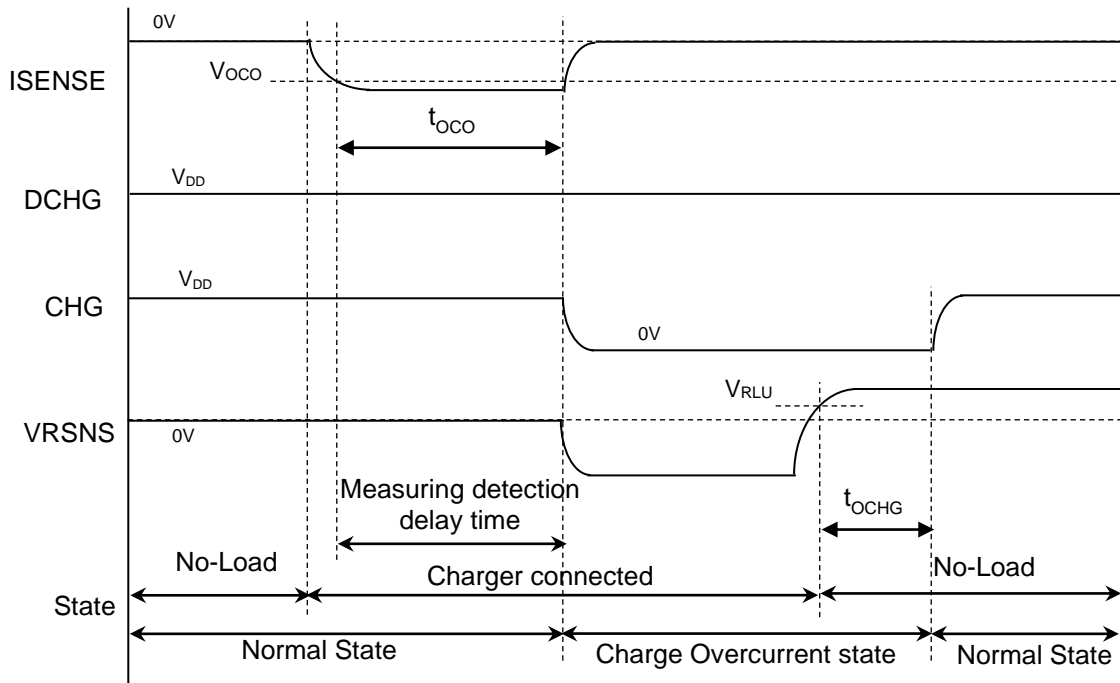 0V
ISENSE
VOCO
tOCO
DCHG
VDD
CHG
VDD
0V
VRLU
VRSNS
0V
Measuring detection
delay time
tOCHG
No-Load
Charger connected
No-Load
State
Normal State
Charge Overcurrent state
Normal State